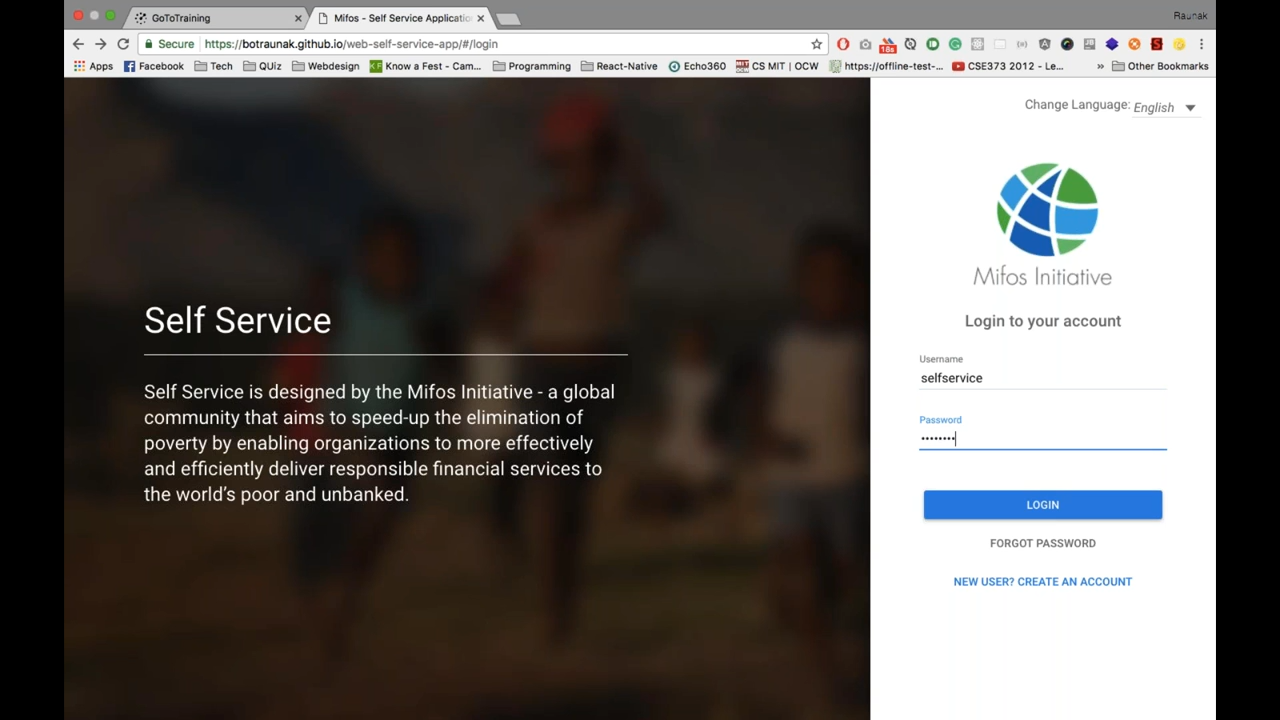 GoToTraining
Mifos - Self Service Applicatio
Raunak
Secure
https://botraunak.github.io/web-self-service-app/#/login
18s
Apps
Facebook
Tech
QUiz
Webdesign
Know a Fest - Cam...
Programming
React-Native
Echo360
CS MIT | OCW
https://offline-test-...
CSE373 2012 - Le...
»
Other Bookmarks
Change Language: English
Mifos Initiative
Login to your account
Username
selfservice
Password
••••••••
LOGIN
FORGOT PASSWORD
NEW USER? CREATE AN ACCOUNT
Self Service
Self Service is designed by the Mifos Initiative - a global
community that aims to speed-up the elimination of
poverty by enabling organizations to more effectively
and efficiently deliver responsible financial services to
the world's poor and unbanked.